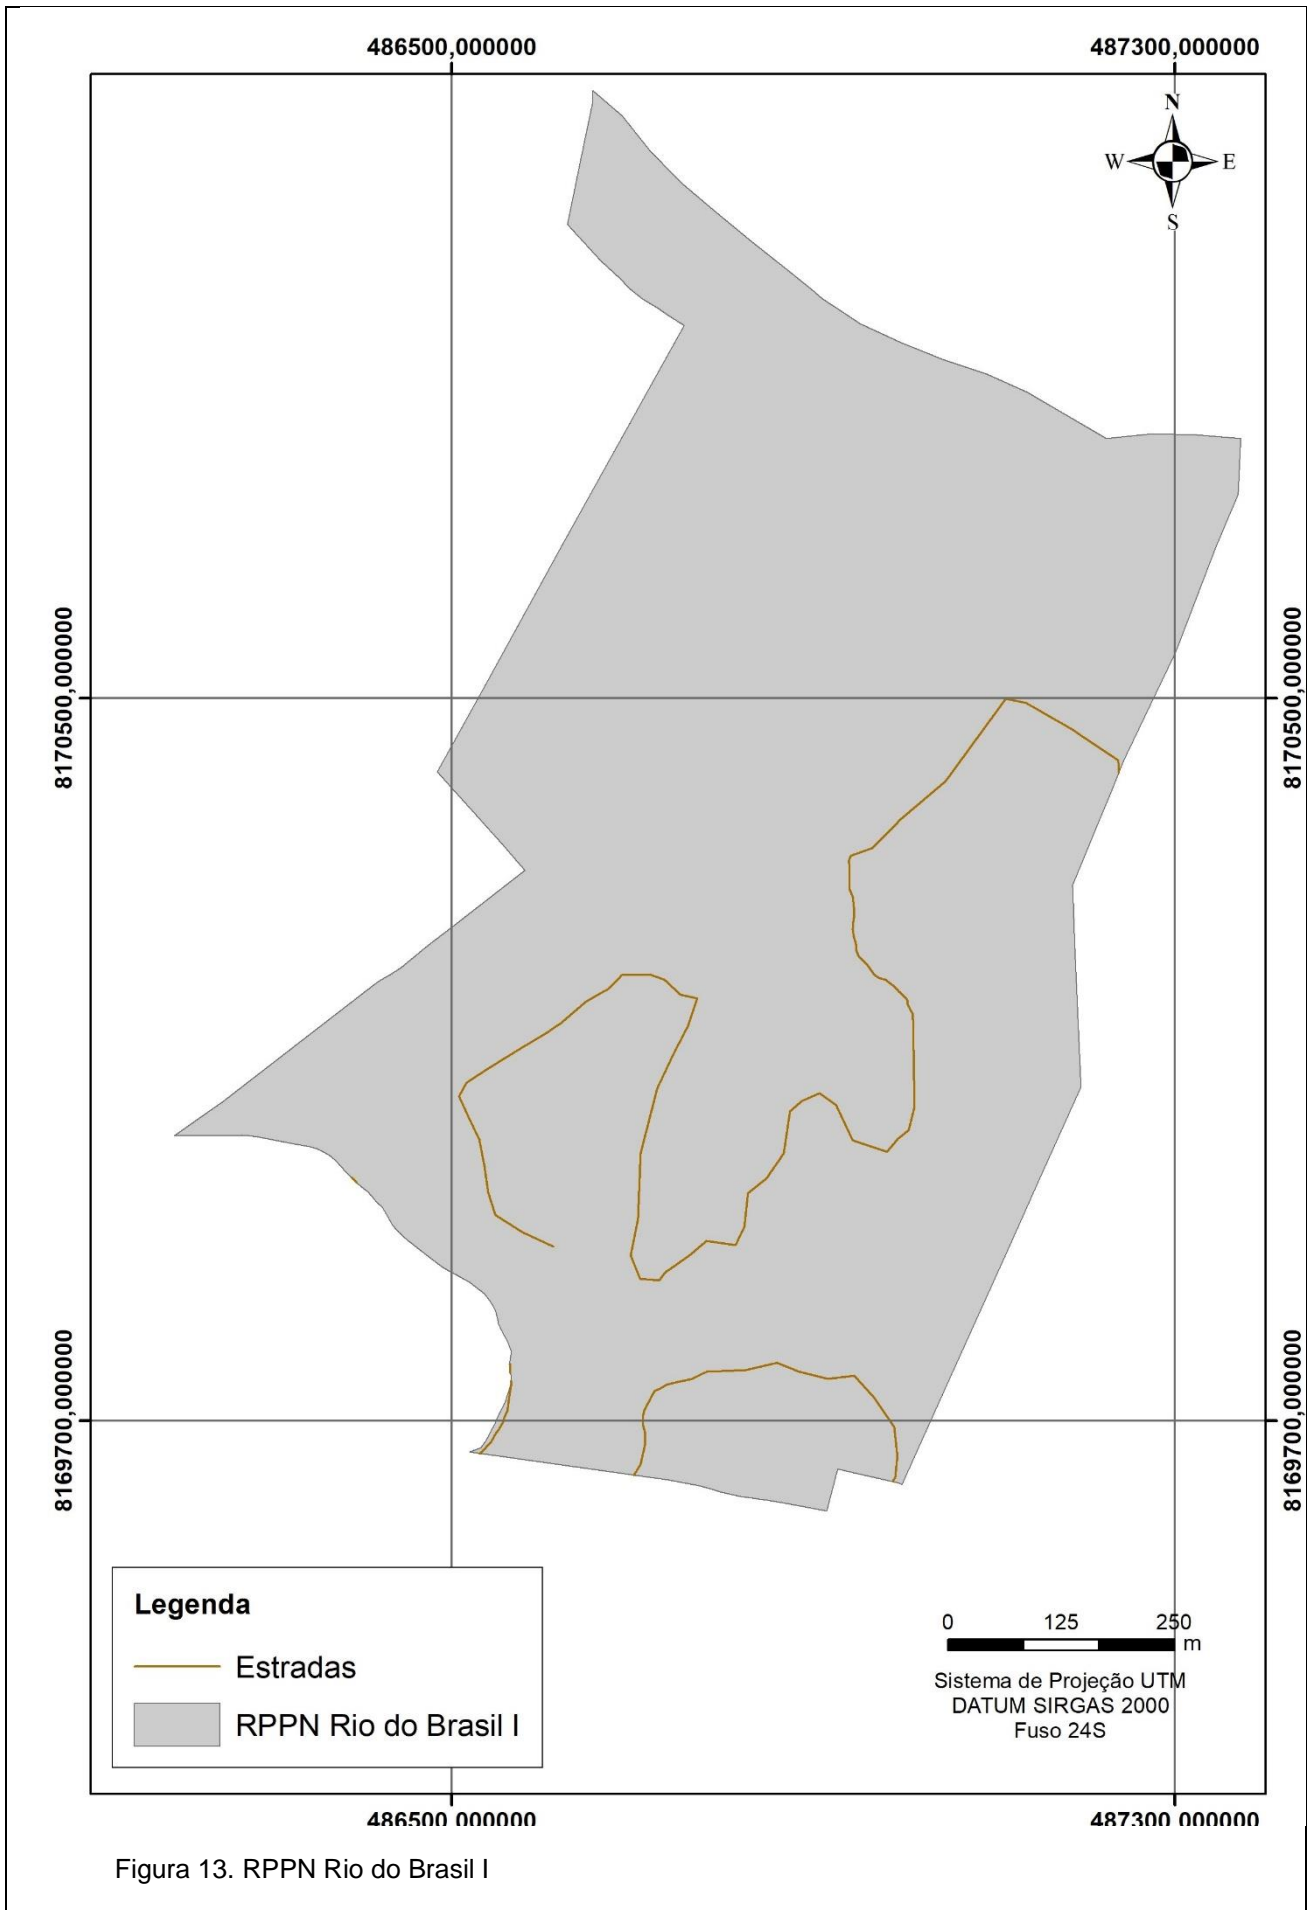 486500,000000 487300,000000
N
W E
S
8170500,000000 8170500,000000
8169700,000000 8169700,000000
Legenda
Estradas
RPPN Rio do Brasil I
0 125 250
m
Sistema de Projeção UTM
DATUM SIRGAS 2000
Fuso 24S
486500,000000 487300,000000
Figura 13. RPPN Rio do Brasil I